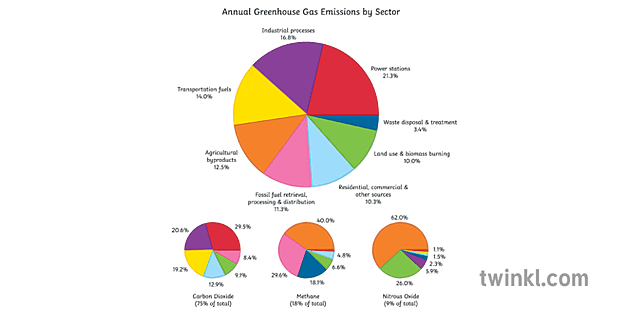 Annual Greenhouse Gas Emissions by Sector
Industrial processes
16.8%
Power stations
21.3%
Transportation fuels
14.0%
Waste disposal & treatment
3.4%
Agricultural
byproducts
12.5%
Land use & biomass burning
10.0%
Fossil fuel retrieval,
processing & distribution
11.3%
Residential, commercial &
other sources
10.3%
20.6%
29.5%
8.4%
9.1%
12.9%
19.2%
Carbon Dioxide
(75% of total)
40.0%
4.8%
6.6%
18.1%
29.6%
Methane
(18% of total)
62.0%
1.1%
1.5%
2.3%
5.9%
26.0%
Nitrous Oxide
(9% of total)
twinkl.com